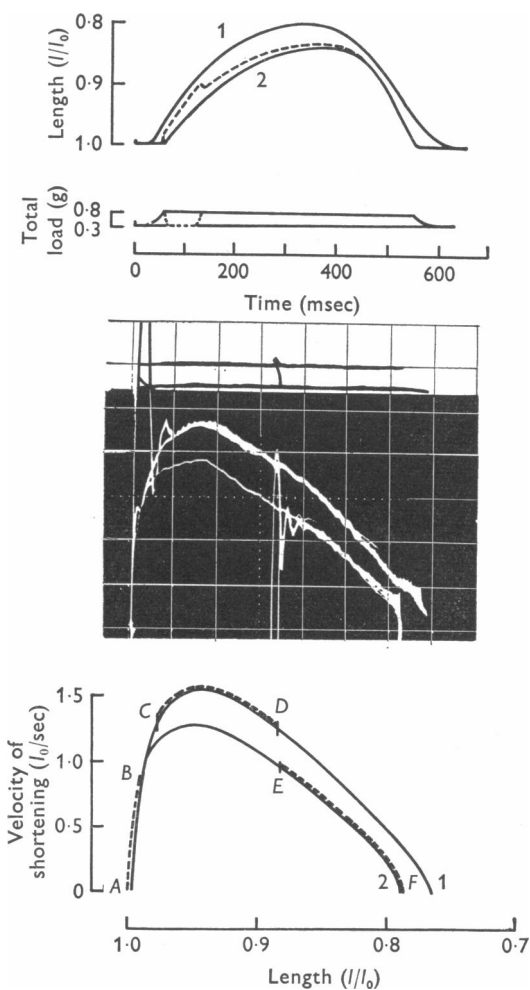 0·8
0·9
1·0
Length (l/l₀)
1
2
Total load (g)
0·8
0·3
0 200 400 600
Time (msec)
Velocity of shortening (l₀/sec)
1·5
1·0
0·5
0
A
B
C
D
E
2 F 1
1·0 0·9 0·8 0·7
Length (l/l₀)